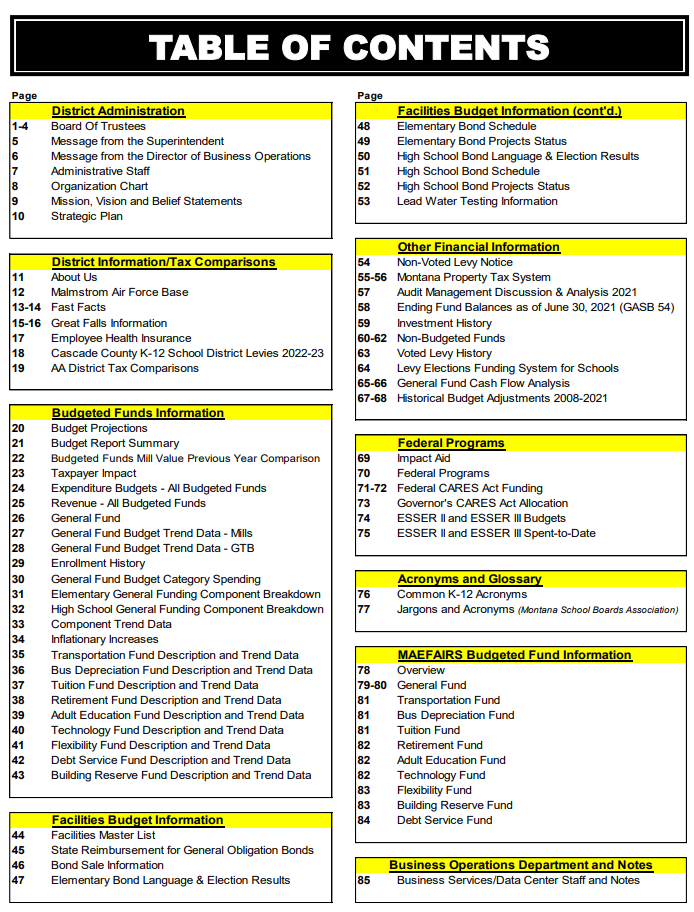 TABLE OF CONTENTS
Page
District Administration
1-4 Board Of Trustees
5 Message from the Superintendent
6 Message from the Director of Business Operations
7 Administrative Staff
8 Organization Chart
9 Mission, Vision and Belief Statements
10 Strategic Plan
District Information/Tax Comparisons
11 About Us
12 Malmstrom Air Force Base
13-14 Fast Facts
15-16 Great Falls Information
17 Employee Health Insurance
18 Cascade County K-12 School District Levies 2022-23
19 AA District Tax Comparisons
Budgeted Funds Information
20 Budget Projections
21 Budget Report Summary
22 Budgeted Funds Mill Value Previous Year Comparison
23 Taxpayer Impact
24 Expenditure Budgets - All Budgeted Funds
25 Revenue - All Budgeted Funds
26 General Fund
27 General Fund Budget Trend Data - Mills
28 General Fund Budget Trend Data - GTB
29 Enrollment History
30 General Fund Budget Category Spending
31 Elementary General Funding Component Breakdown
32 High School General Funding Component Breakdown
33 Component Trend Data
34 Inflationary Increases
35 Transportation Fund Description and Trend Data
36 Bus Depreciation Fund Description and Trend Data
37 Tuition Fund Description and Trend Data
38 Retirement Fund Description and Trend Data
39 Adult Education Fund Description and Trend Data
40 Technology Fund Description and Trend Data
41 Flexibility Fund Description and Trend Data
42 Debt Service Fund Description and Trend Data
43 Building Reserve Fund Description and Trend Data
Facilities Budget Information
44 Facilities Master List
45 State Reimbursement for General Obligation Bonds
46 Bond Sale Information
47 Elementary Bond Language & Election Results
Page
Facilities Budget Information (cont'd.)
48 Elementary Bond Schedule
49 Elementary Bond Projects Status
50 High School Bond Language & Election Results
51 High School Bond Schedule
52 High School Bond Projects Status
53 Lead Water Testing Information
Other Financial Information
54 Non-Voted Levy Notice
55-56 Montana Property Tax System
57 Audit Management Discussion & Analysis 2021
58 Ending Fund Balances as of June 30, 2021 (GASB 54)
59 Investment History
60-62 Non-Budgeted Funds
63 Voted Levy History
64 Levy Elections Funding System for Schools
65-66 General Fund Cash Flow Analysis
67-68 Historical Budget Adjustments 2008-2021
Federal Programs
69 Impact Aid
70 Federal Programs
71-72 Federal CARES Act Funding
73 Governor's CARES Act Allocation
74 ESSER II and ESSER III Budgets
75 ESSER II and ESSER III Spent-to-Date
Acronyms and Glossary
76 Common K-12 Acronyms
77 Jargons and Acronyms (Montana School Boards Association)
MAEFAIRS Budgeted Fund Information
78 Overview
79-80 General Fund
81 Transportation Fund
81 Bus Depreciation Fund
81 Tuition Fund
82 Retirement Fund
82 Adult Education Fund
82 Technology Fund
83 Flexibility Fund
83 Building Reserve Fund
84 Debt Service Fund
Business Operations Department and Notes
85 Business Services/Data Center Staff and Notes